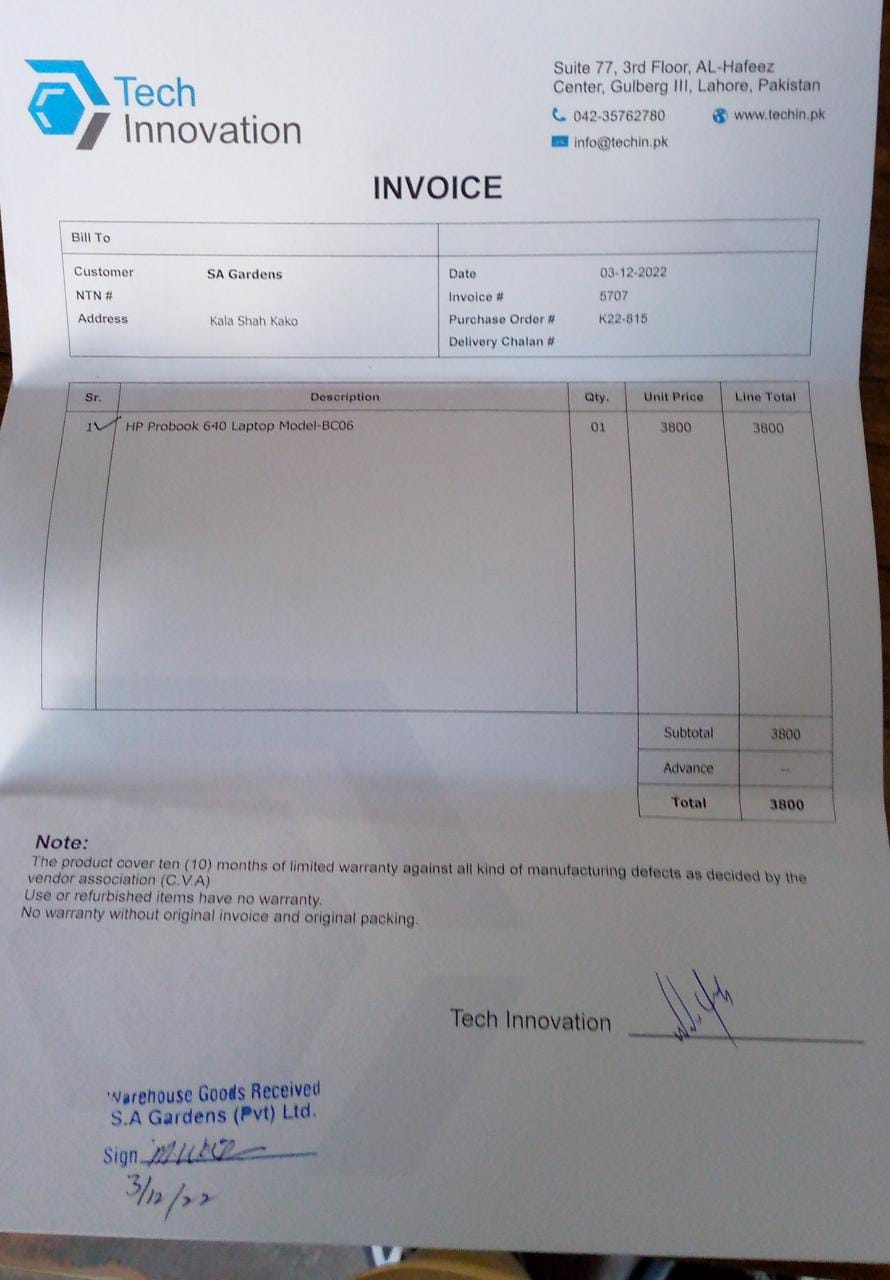 Tech
Innovation
Suite 77, 3rd Floor, AL-Hafeez
Center, Gulberg III, Lahore, Pakistan
042-35762780 www.techin.pk
info@techin.pk
INVOICE
Bill To
Customer SA Gardens Date 03-12-2022
NTN # Invoice # 5707
Address Kala Shah Kako Purchase Order # K22-815
Delivery Chalan #
Sr. Description Qty. Unit Price Line Total
1 HP Probook 640 Laptop Model-BC06 01 3800 3800
Subtotal 3800
Advance --
Total 3800
Note:
The product cover ten (10) months of limited warranty against all kind of manufacturing defects as decided by the
vendor association (C.V.A)
Use or refurbished items have no warranty.
No warranty without original invoice and original packing.
Tech Innovation
Warehouse Goods Received
S.A Gardens (Pvt) Ltd.
Sign
3/12/22